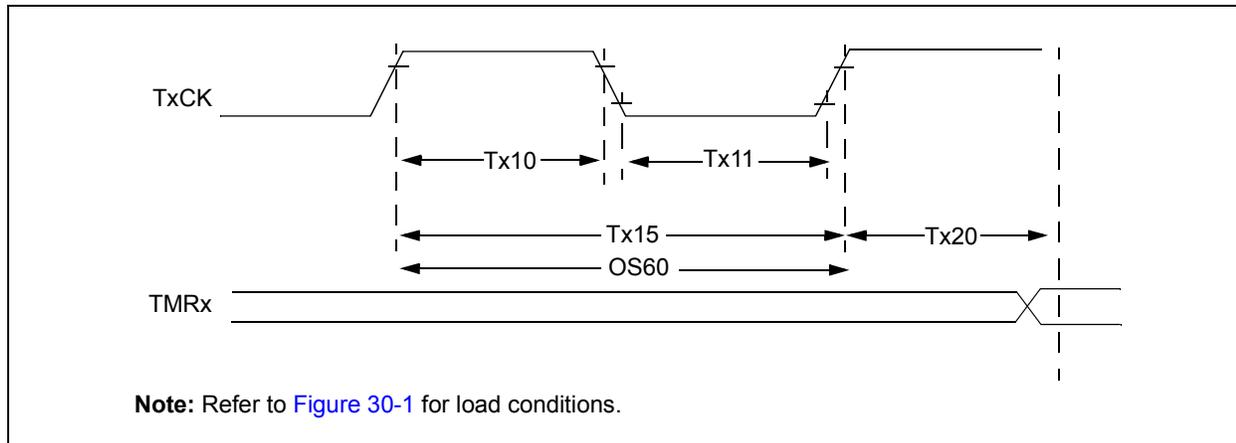 TxCK
Tx10
Tx11
Tx15
Tx20
OS60
TMRx
Note: Refer to Figure 30-1 for load conditions.